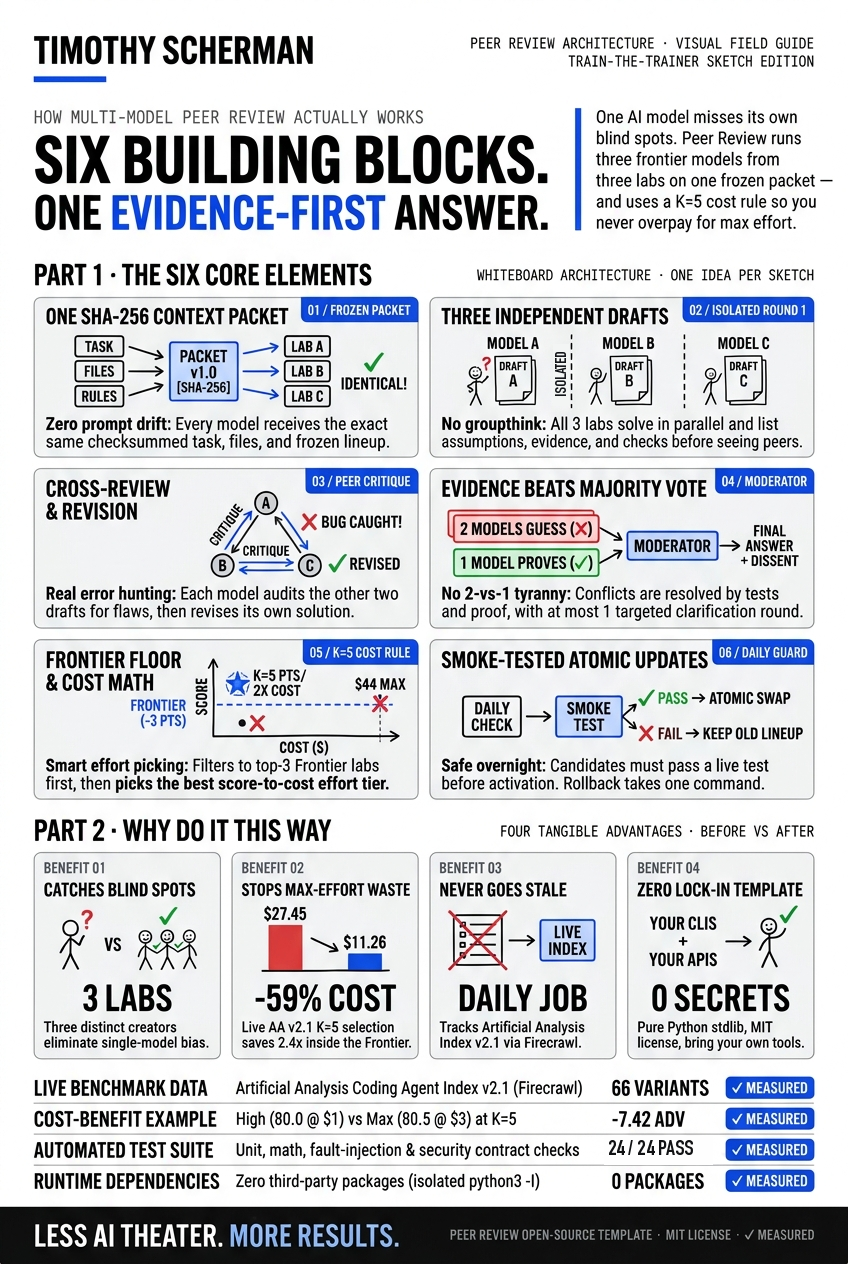 TIMOTHY SCHERMAN
PEER REVIEW ARCHITECTURE · VISUAL FIELD GUIDE
TRAIN-THE-TRAINER SKETCH EDITION
HOW MULTI-MODEL PEER REVIEW ACTUALLY WORKS
SIX BUILDING BLOCKS.
ONE EVIDENCE-FIRST ANSWER.
One AI model misses its own
blind spots. Peer Review runs
three frontier models from
three labs on one frozen packet —
and uses a K=5 cost rule so you
never overpay for max effort.
PART 1 · THE SIX CORE ELEMENTS
WHITEBOARD ARCHITECTURE · ONE IDEA PER SKETCH
ONE SHA-256 CONTEXT PACKET
01 / FROZEN PACKET
TASK
FILES
RULES
PACKET
v1.0
[SHA-256]
LAB A
LAB B
LAB C
✓
IDENTICAL!
Zero prompt drift: Every model receives the exact
same checksummed task, files, and frozen lineup.
THREE INDEPENDENT DRAFTS
02 / ISOLATED ROUND 1
MODEL A
?
DRAFT
A
ISOLATED
MODEL B
DRAFT
B
MODEL C
DRAFT
C
No groupthink: All 3 labs solve in parallel and list
assumptions, evidence, and checks before seeing peers.
CROSS-REVIEW
& REVISION
03 / PEER CRITIQUE
A
B
C
CRITIQUE
CRITIQUE
✗ BUG CAUGHT!
✓ REVISED
Real error hunting: Each model audits the other two
drafts for flaws, then revises its own solution.
EVIDENCE BEATS MAJORITY VOTE
04 / MODERATOR
2 MODELS GUESS (✗)
1 MODEL PROVES (✓)
MODERATOR
FINAL
ANSWER
+ DISSENT
No 2-vs-1 tyranny: Conflicts are resolved by tests
and proof, with at most 1 targeted clarification round.
FRONTIER FLOOR
& COST MATH
05 / K=5 COST RULE
FRONTIER
(-3 PTS)
SCORE
K=5 PTS/
2X COST
$44 MAX
COST ($)
Smart effort picking: Filters to top-3 Frontier labs
first, then picks the best score-to-cost effort tier.
SMOKE-TESTED ATOMIC UPDATES
06 / DAILY GUARD
DAILY
CHECK
SMOKE
TEST
✓ PASS → ATOMIC SWAP
✗ FAIL → KEEP OLD LINEUP
Safe overnight: Candidates must pass a live test
before activation. Rollback takes one command.
PART 2 · WHY DO IT THIS WAY
FOUR TANGIBLE ADVANTAGES · BEFORE VS AFTER
BENEFIT 01
CATCHES BLIND SPOTS
?
VS
3 LABS
Three distinct creators
eliminate single-model bias.
BENEFIT 02
STOPS MAX-EFFORT WASTE
$27.45
$11.26
-59% COST
Live AA v2.1 K=5 selection
saves 2.4x inside the Frontier.
BENEFIT 03
NEVER GOES STALE
LIVE
INDEX
DAILY JOB
Tracks Artificial Analysis
Index v2.1 via Firecrawl.
BENEFIT 04
ZERO LOCK-IN TEMPLATE
YOUR CLIS
+
YOUR APIS
0 SECRETS
Pure Python stdlib, MIT
license, bring your own tools.
LIVE BENCHMARK DATA Artificial Analysis Coding Agent Index v2.1 (Firecrawl) 66 VARIANTS ✓ MEASURED
COST-BENEFIT EXAMPLE High (80.0 @ $1) vs Max (80.5 @ $3) at K=5 -7.42 ADV ✓ MEASURED
AUTOMATED TEST SUITE Unit, math, fault-injection & security contract checks 24 / 24 PASS ✓ MEASURED
RUNTIME DEPENDENCIES Zero third-party packages (isolated python3 -I) 0 PACKAGES ✓ MEASURED
LESS AI THEATER. MORE RESULTS.
PEER REVIEW OPEN-SOURCE TEMPLATE · MIT LICENSE · ✓ MEASURED